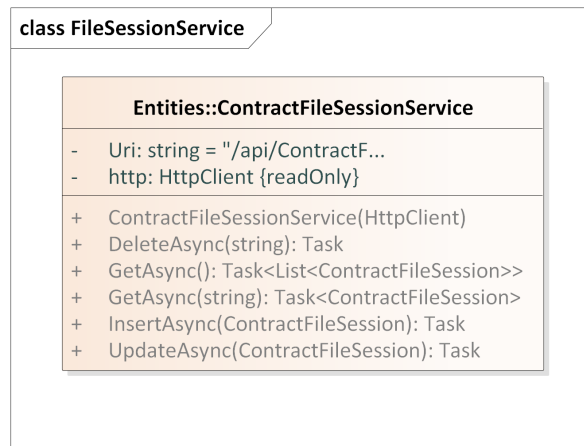 class FileSessionService
Entities::ContractFileSessionService
- Uri: string = "/api/ContractF...
- http: HttpClient {readOnly}
+ ContractFileSessionService(HttpClient)
+ DeleteAsync(string): Task
+ GetAsync(): Task<List<ContractFileSession>>
+ GetAsync(string): Task<ContractFileSession>
+ InsertAsync(ContractFileSession): Task
+ UpdateAsync(ContractFileSession): Task